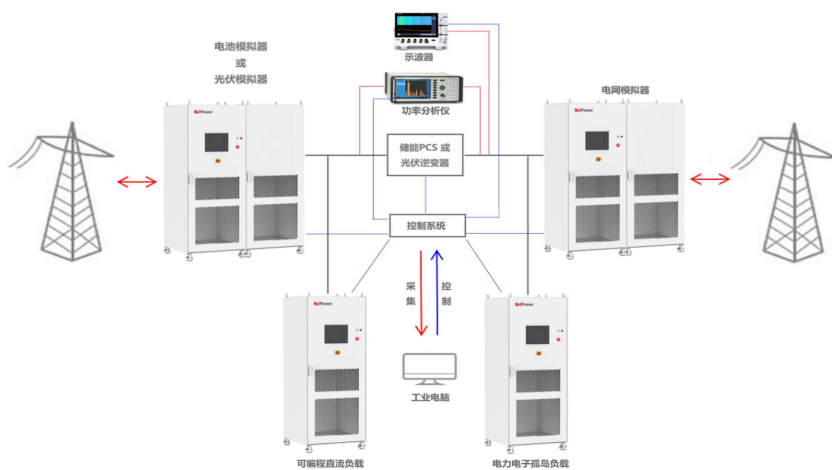 电池模拟器
或
光伏模拟器
示波器
功率分析仪
电网模拟器
储能PCS 或
光伏逆变器
控制系统
采集
控制
工业电脑
可编程直流负载
电力电子孤岛负载